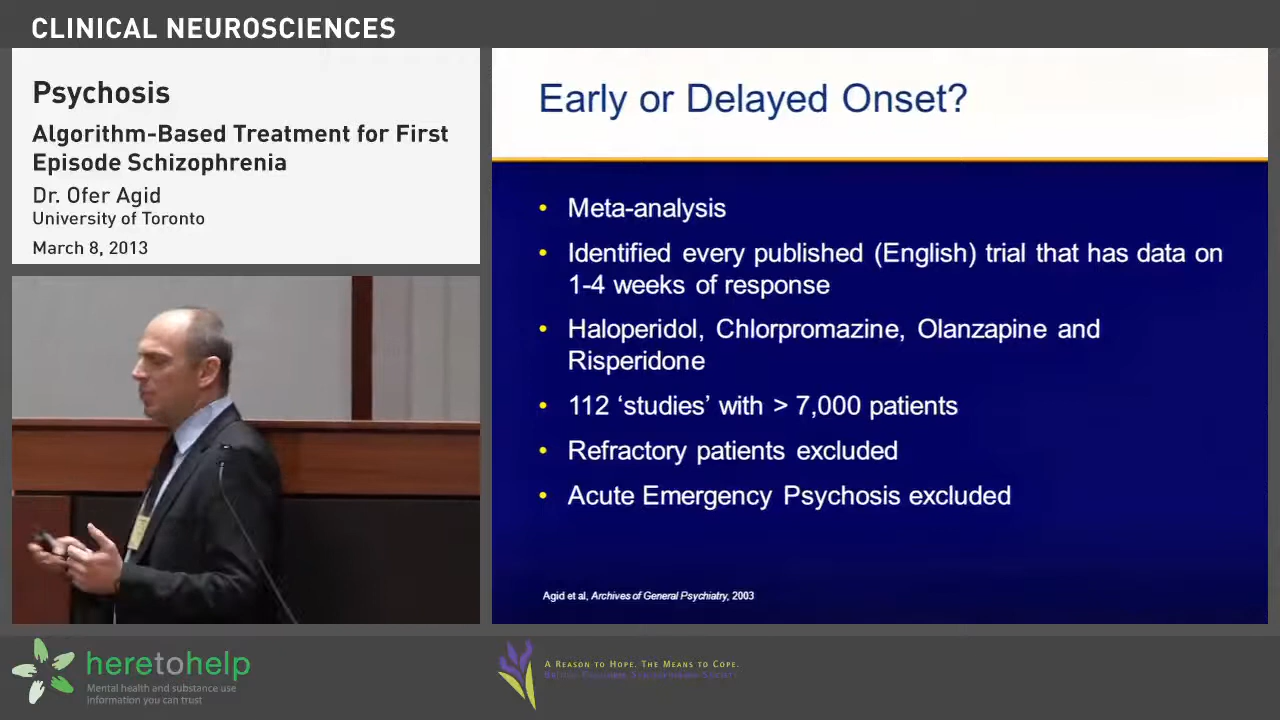 CLINICAL NEUROSCIENCES
Psychosis
Algorithm-Based Treatment for First
Episode Schizophrenia
Dr. Ofer Agid
University of Toronto
March 8, 2013
Early or Delayed Onset?
• Meta-analysis
• Identified every published (English) trial that has data on
1-4 weeks of response
• Haloperidol, Chlorpromazine, Olanzapine and
Risperidone
• 112 ‘studies’ with > 7,000 patients
• Refractory patients excluded
• Acute Emergency Psychosis excluded
Agid et al, Archives of General Psychiatry, 2003
heretohelp
Mental health and substance use
information you can trust
A REASON TO HOPE. THE MEANS TO COPE.
BRITISH COLUMBIA SCHIZOPHRENIA SOCIETY